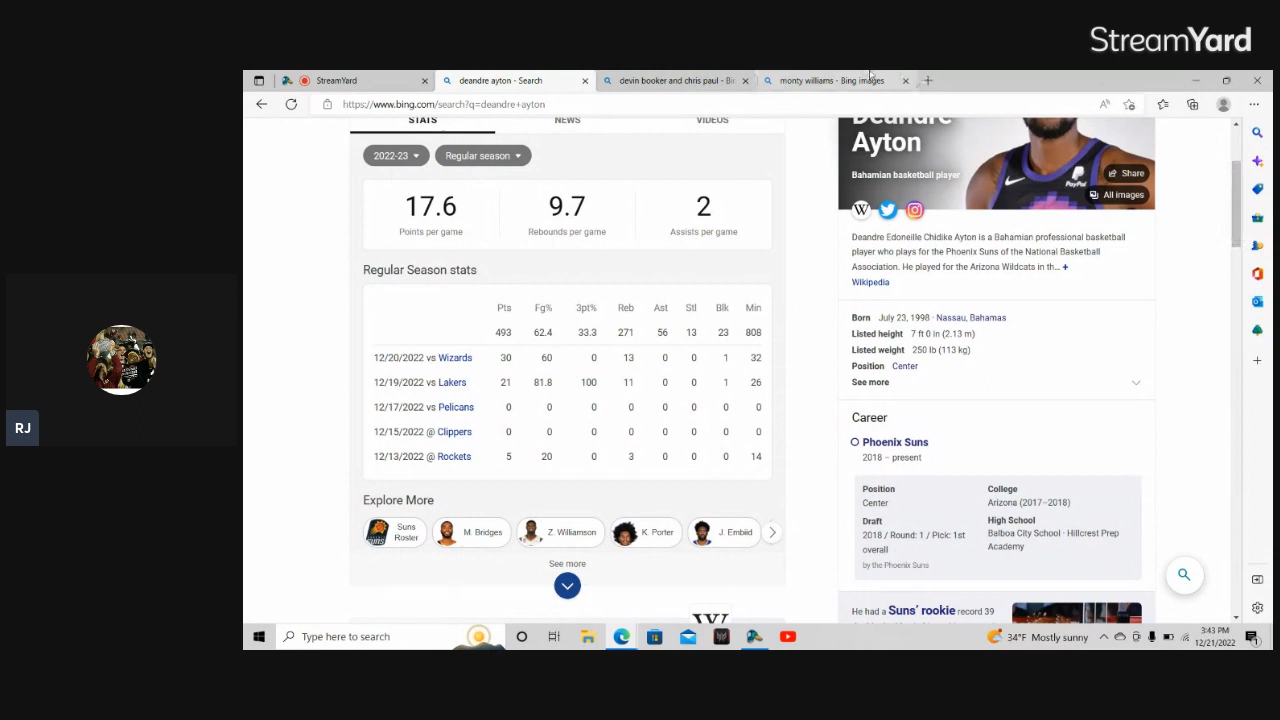 StreamYard
StreamYard
deandre ayton - Search
devin booker and chris paul - Bi
monty williams - Bing images
https://www.bing.com/search?q=deandre+ayton
STATS NEWS VIDEOS
2022-23 Regular season
17.6 9.7 2
Points per game Rebounds per game Assists per game
Regular Season stats
Pts Fg% 3pt% Reb Ast Stl Blk Min
493 62.4 33.3 271 56 13 23 808
12/20/2022 vs Wizards 30 60 0 13 0 0 1 32
12/19/2022 vs Lakers 21 81.8 100 11 0 0 1 26
12/17/2022 vs Pelicans 0 0 0 0 0 0 0 0
12/15/2022 @ Clippers 0 0 0 0 0 0 0 0
12/13/2022 @ Rockets 5 20 0 3 0 0 0 14
Explore More
Suns
Roster
M. Bridges
Z. Williamson
K. Porter
J. Embiid
See more
W
Deandre
Ayton
Bahamian basketball player
PayPal
Share
All images
W
Deandre Edoneille Chidike Ayton is a Bahamian professional basketball
player who plays for the Phoenix Suns of the National Basketball
Association. He played for the Arizona Wildcats in th... +
Wikipedia
Born July 23, 1998 · Nassau, Bahamas
Listed height 7 ft 0 in (2.13 m)
Listed weight 250 lb (113 kg)
Position Center
See more
Career
Phoenix Suns
2018 – present
Position
Center
College
Arizona (2017–2018)
Draft
2018 / Round: 1 / Pick: 1st
overall
by the Phoenix Suns
High School
Balboa City School · Hillcrest Prep
Academy
He had a Suns' rookie record 39
RJ
Type here to search
34°F Mostly sunny
3:43 PM
12/21/2022